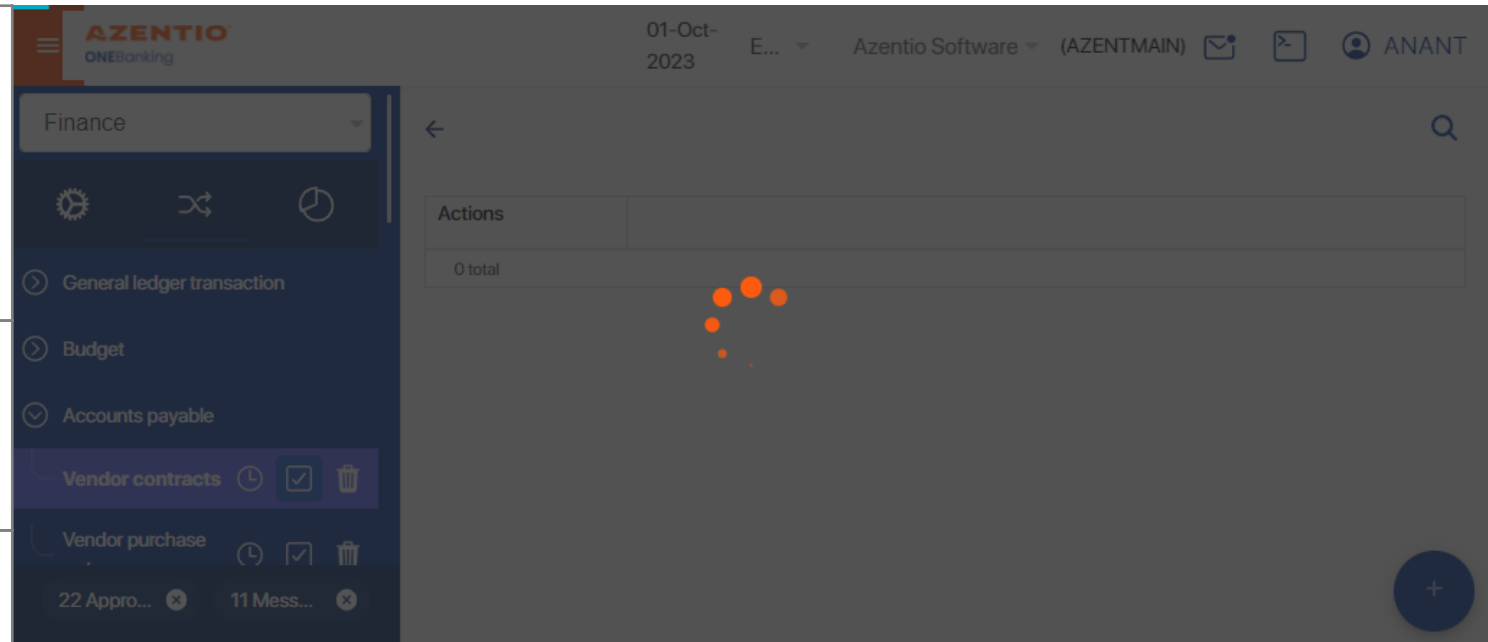 AZENTIO
ONEBanking
01-Oct-
2023
E...
Azentio Software
(AZENTMAIN)
ANANT
Finance
Actions
0 total
General ledger transaction
Budget
Accounts payable
Vendor contracts
Vendor purchase
22 Appro...
11 Mess...